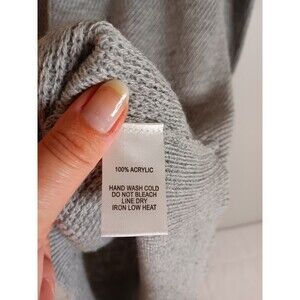 100% ACRYLIC
HAND WASH COLD
DO NOT BLEACH
LINE DRY
IRON LOW HEAT